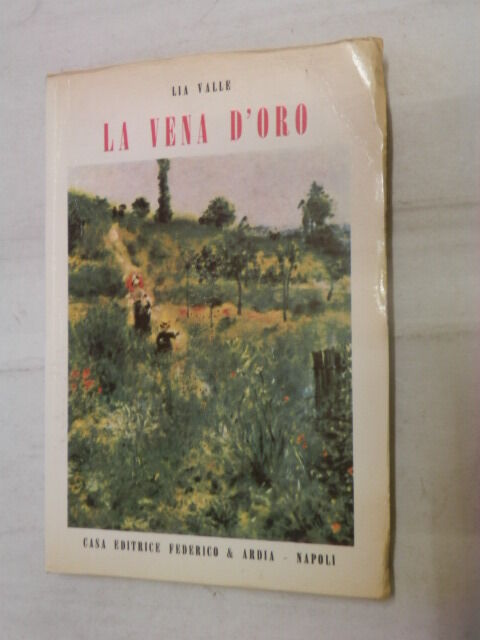 LIA VALLE
LA VENA D'ORO
CASA EDITRICE FEDERICO & ARDIA - NAPOLI